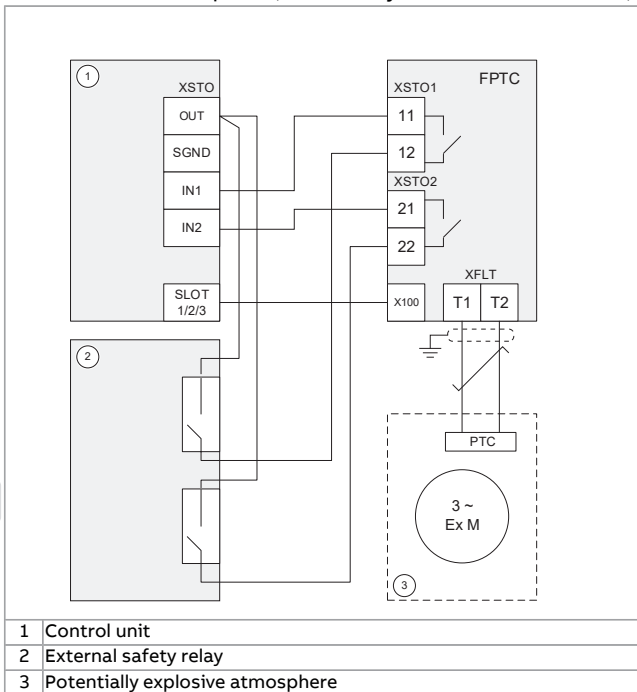 1
XSTO
OUT
SGND
IN1
IN2
SLOT
1/2/3
FPTC
XSTO1
11
12
XSTO2
21
22
XFLT
X100
T1 T2
2
PTC
3 ~
Ex M
3
1 Control unit
2 External safety relay
3 Potentially explosive atmosphere